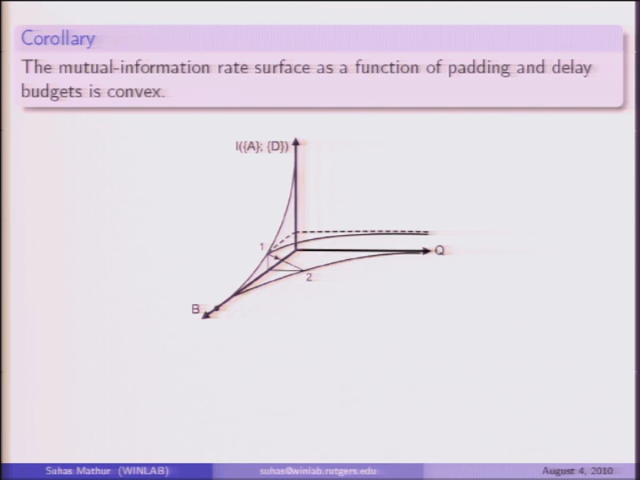 Corollary
The mutual-information rate surface as a function of padding and delay
budgets is convex.
I({A}; {D})
1
Q
2
B
Suhas Mathur (WINLAB)
suhas@winlab.rutgers.edu
August 4, 2010